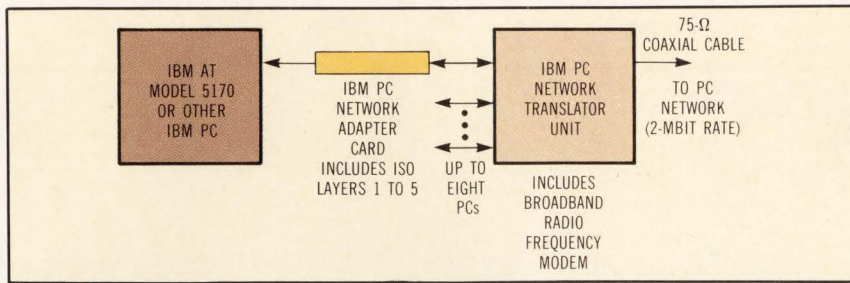 IBM AT
MODEL 5170
OR OTHER
IBM PC
IBM PC
NETWORK
ADAPTER
CARD
INCLUDES ISO
LAYERS 1 TO 5
UP TO
EIGHT
PCs
IBM PC
NETWORK
TRANSLATOR
UNIT
INCLUDES
BROADBAND
RADIO
FREQUENCY
MODEM
75-Ω
COAXIAL CABLE
TO PC
NETWORK
(2-MBIT RATE)